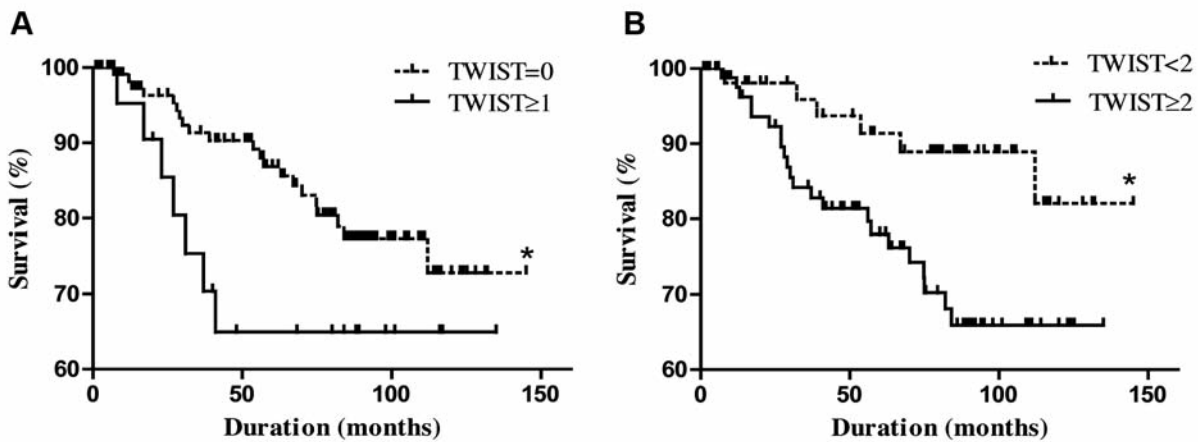 A
Survival (%)
100
90
80
70
60
TWIST=0
TWIST≥1
*
0
50
100
150
Duration (months)
B
Survival (%
100
90
80
70
60
TWIST<2
TWIST≥2
*
0
50
100
150
Duration (months)